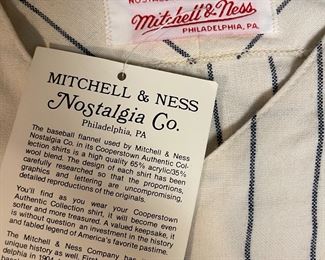 NOSTALG
Mitchell & Ness
PHILADELPHIA, PA.
MITCHELL & NESS
Nostalgia Co.
Philadelphia, PA
The baseball flannel used by Mitchell & Ness
Nostalgia Co. in its Cooperstown Authentic Col-
lection shirts is a high quality 65% acrylic/35%
wool blend. The design of each shirt has been
carefully researched so that the proportions,
graphics and lettering are uncompromising,
detailed reproductions of the originals.
You'll find as you wear your Cooperstown
Authentic Collection shirt, it will become even
softer and more treasured. A valued keepsake, it
is without question an investment in the history
and fabled legend of America's favorite pastime.
The Mitchell & Ness Company has
unique history as well. First
delphia in 1904